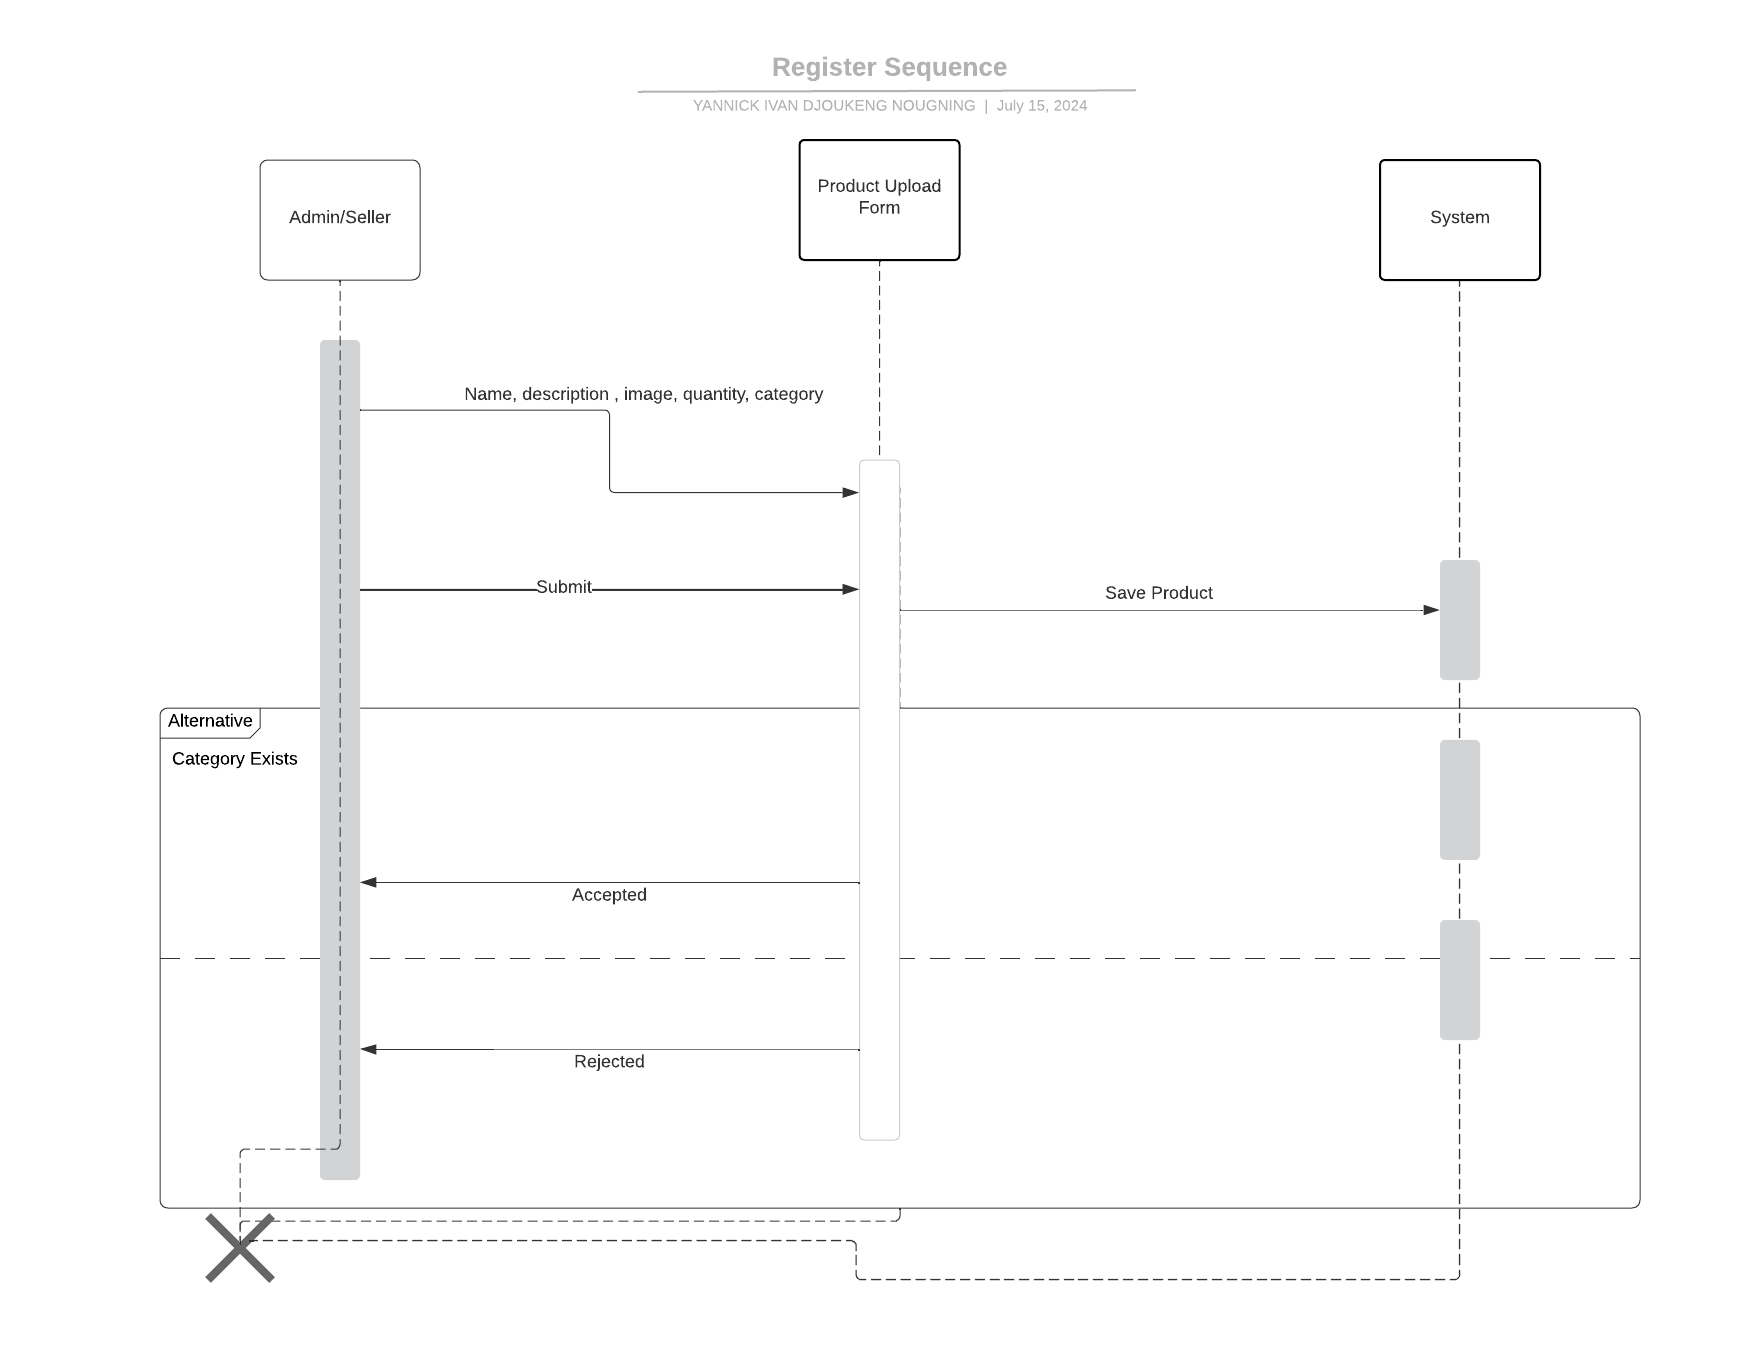 Register Sequence
YANNICK IVAN DJOUKENG NOUGNING | July 15, 2024
Admin/Seller
Product Upload
Form
System
Name, description , image, quantity, category
Submit
Save Product
Alternative
Category Exists
Accepted
Rejected